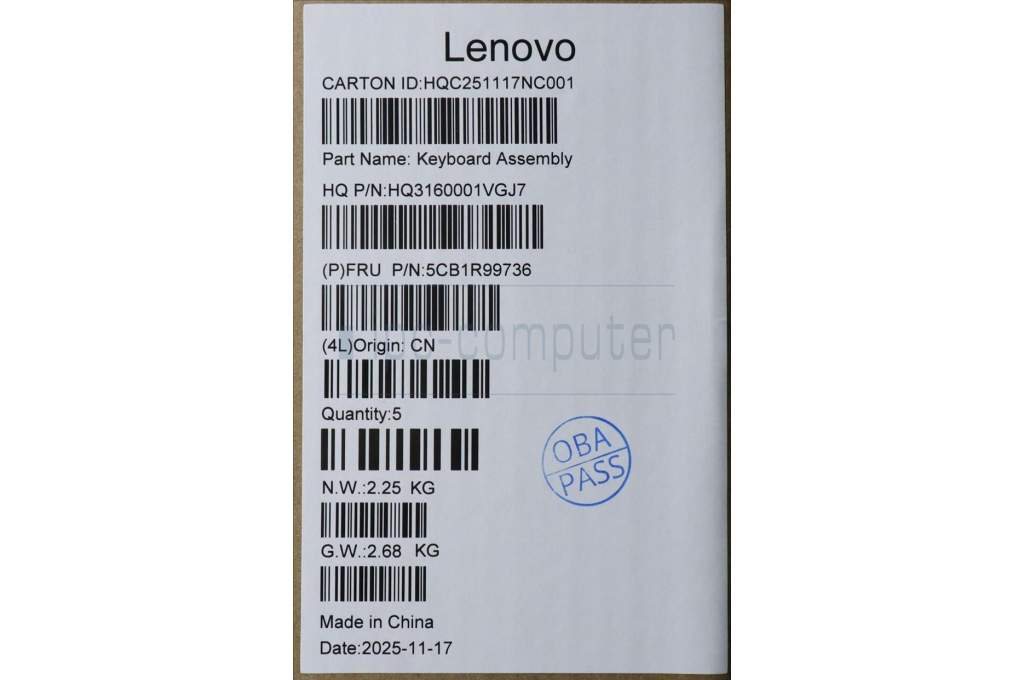 Lenovo
CARTON ID:HQC251117NC001
Part Name: Keyboard Assembly
HQ P/N:HQ3160001VGJ7
(P)FRU P/N:5CB1R99736
(4L)Origin: CN
-computer
Quantity:5
OBA
PASS
N.W.:2.25 KG
G.W.:2.68 KG
Made in China
Date:2025-11-17